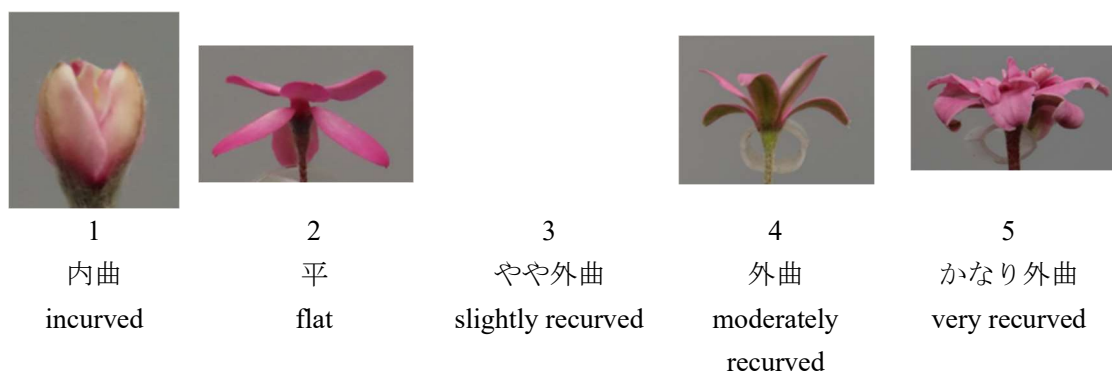 1
内曲
incurved
2
平
flat
3
やや外曲
slightly recurved
4
外曲
moderately
recurved
5
かなり外曲
very recurved